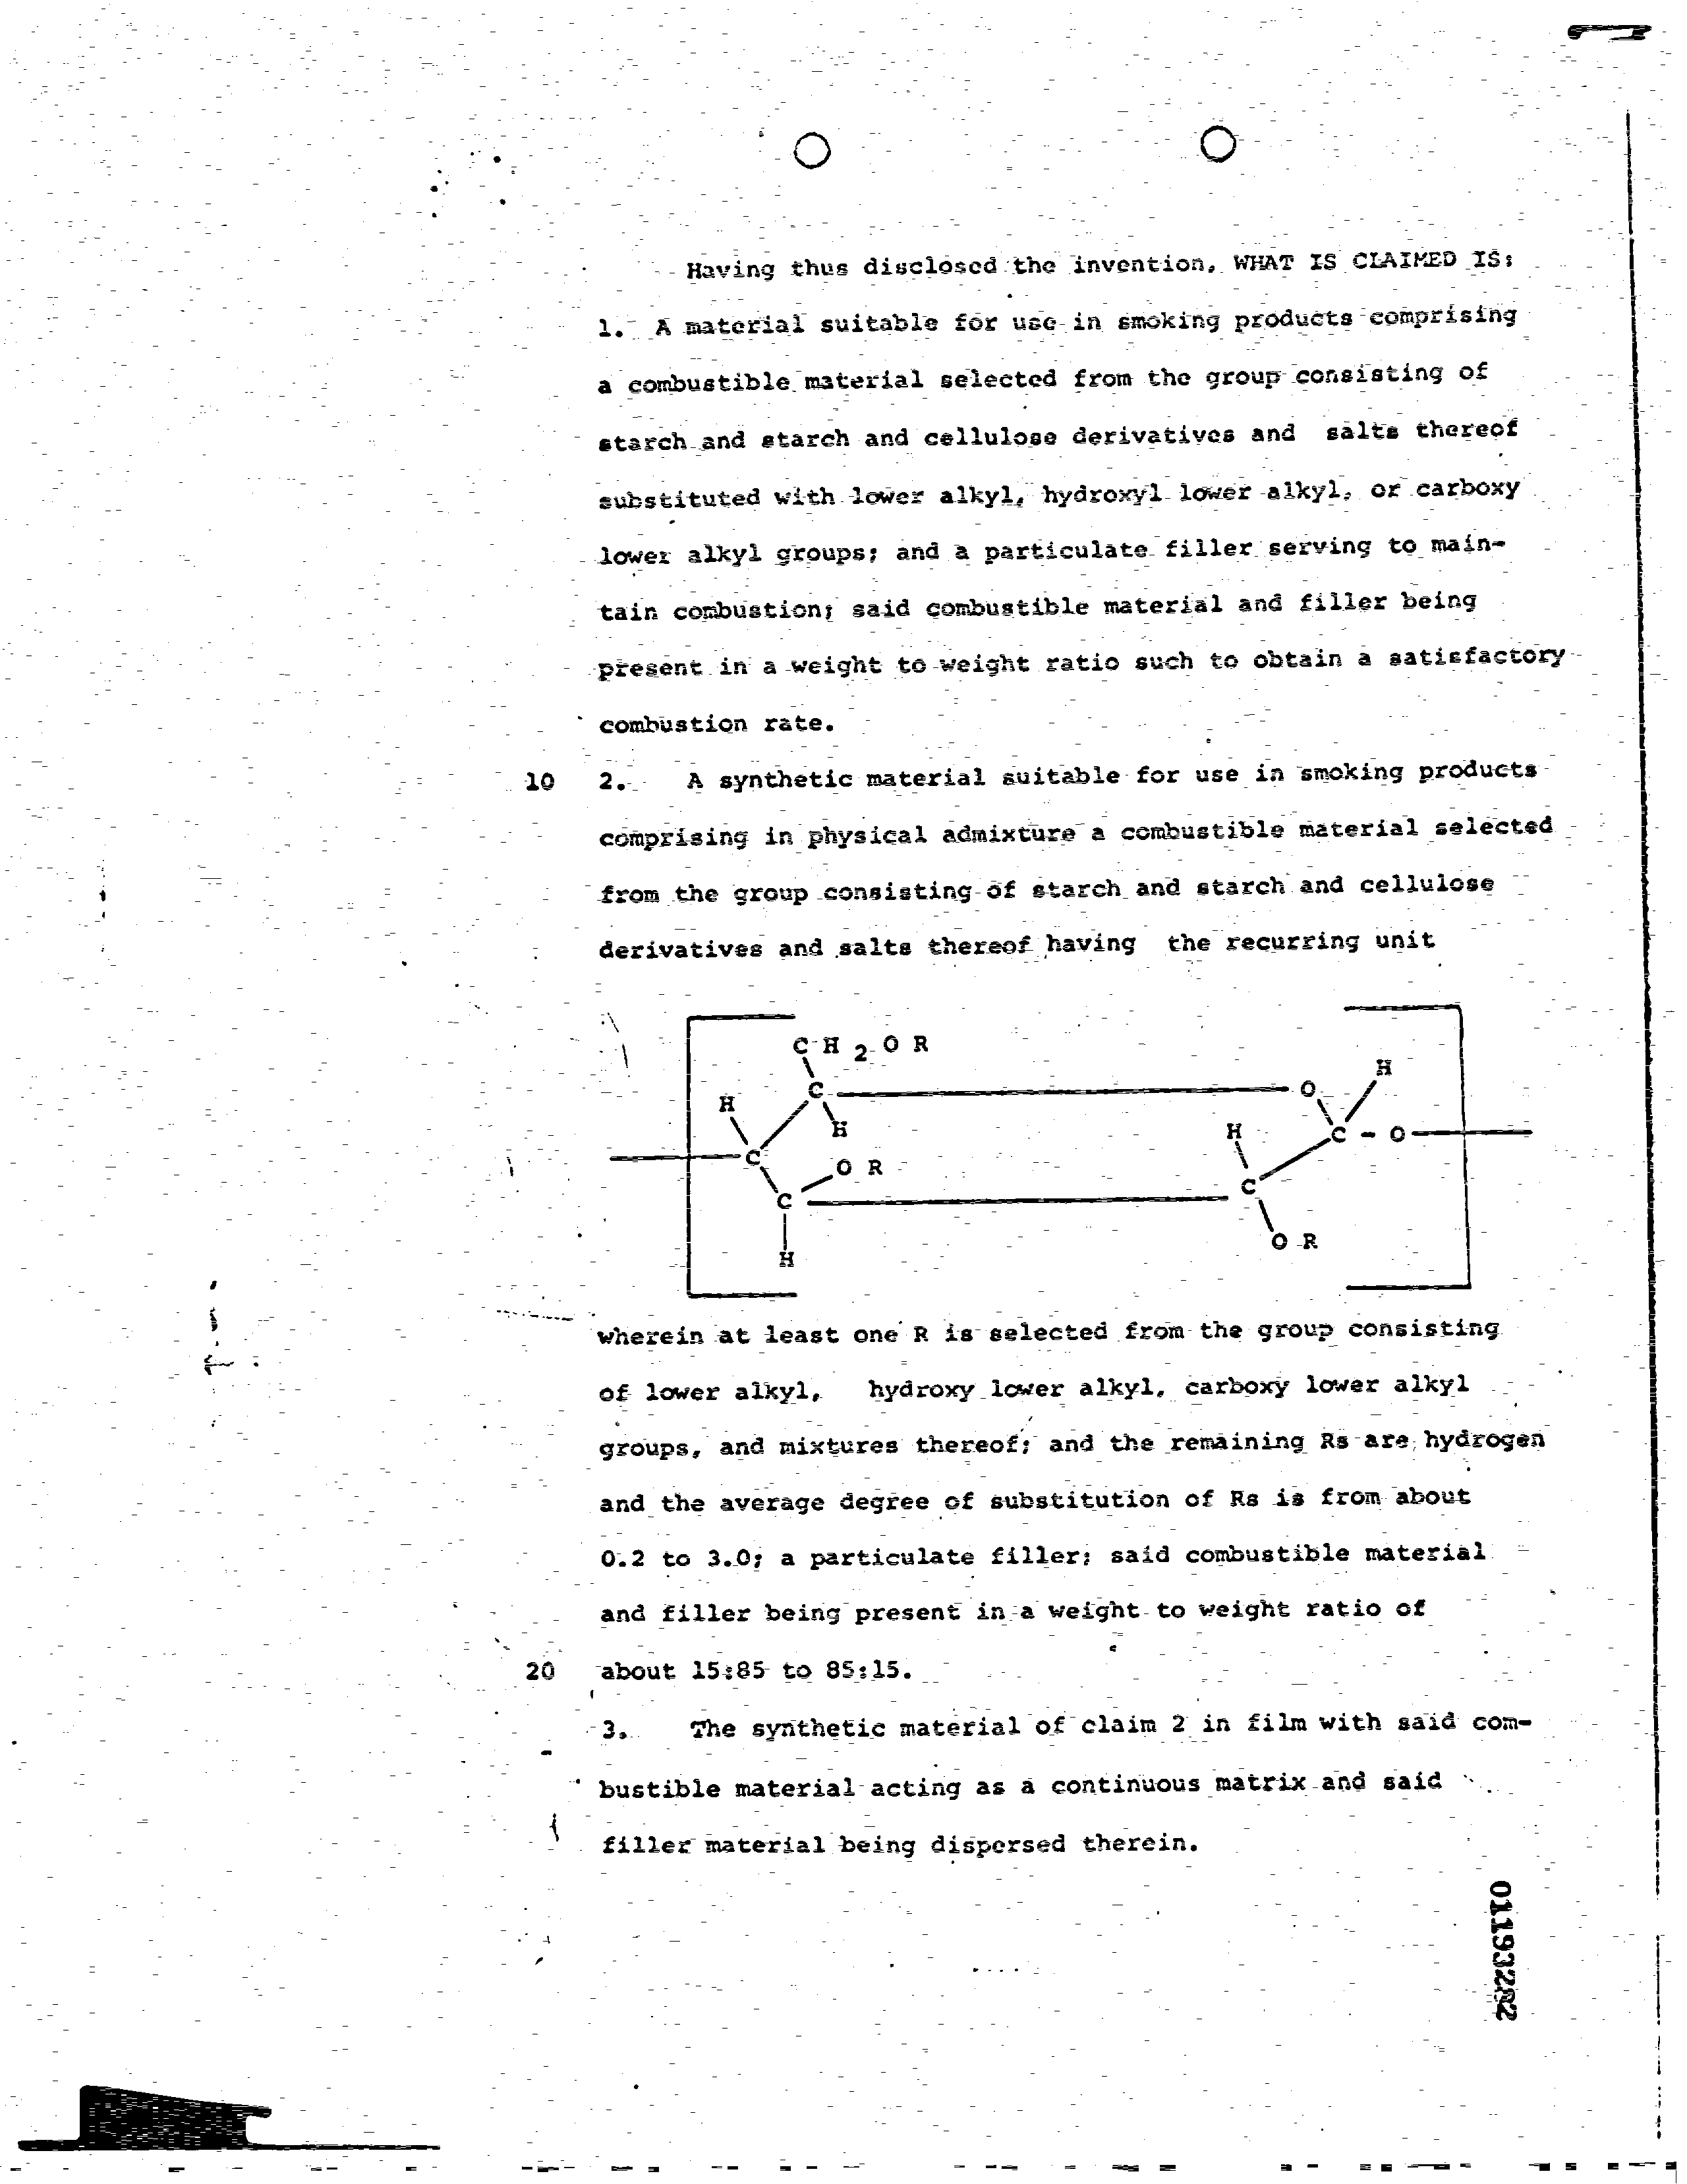 Having thus disclosed the invention, WHAT IS CLAIMED IS:
1. A material suitable for use in smoking products comprising
a combustible material selected from the group consisting of
starch and starch and cellulose derivatives and salts thereof
substituted with lower alkyl, hydroxyl lower alkyl, or carboxy
lower alkyl groups; and a particulate filler serving to main-
tain combustion; said combustible material and filler being
present in a weight to weight ratio such to obtain a satisfactory
combustion rate.
10 2. A synthetic material suitable for use in smoking products
comprising in physical admixture a combustible material selected
from the group consisting of starch and starch and cellulose
derivatives and salts thereof having the recurring unit
C H 2 O R
H
C O
H
H
H
C - O
C
O R
C
C
O R
H
wherein at least one R is selected from the group consisting
of lower alkyl, hydroxy lower alkyl, carboxy lower alkyl
groups, and mixtures thereof; and the remaining Rs are hydrogen
and the average degree of substitution of Rs is from about
0.2 to 3.0; a particulate filler; said combustible material
and filler being present in a weight to weight ratio of
20 about 15:85 to 85:15.
3. The synthetic material of claim 2 in film with said com-
bustible material acting as a continuous matrix and said
filler material being dispersed therein.